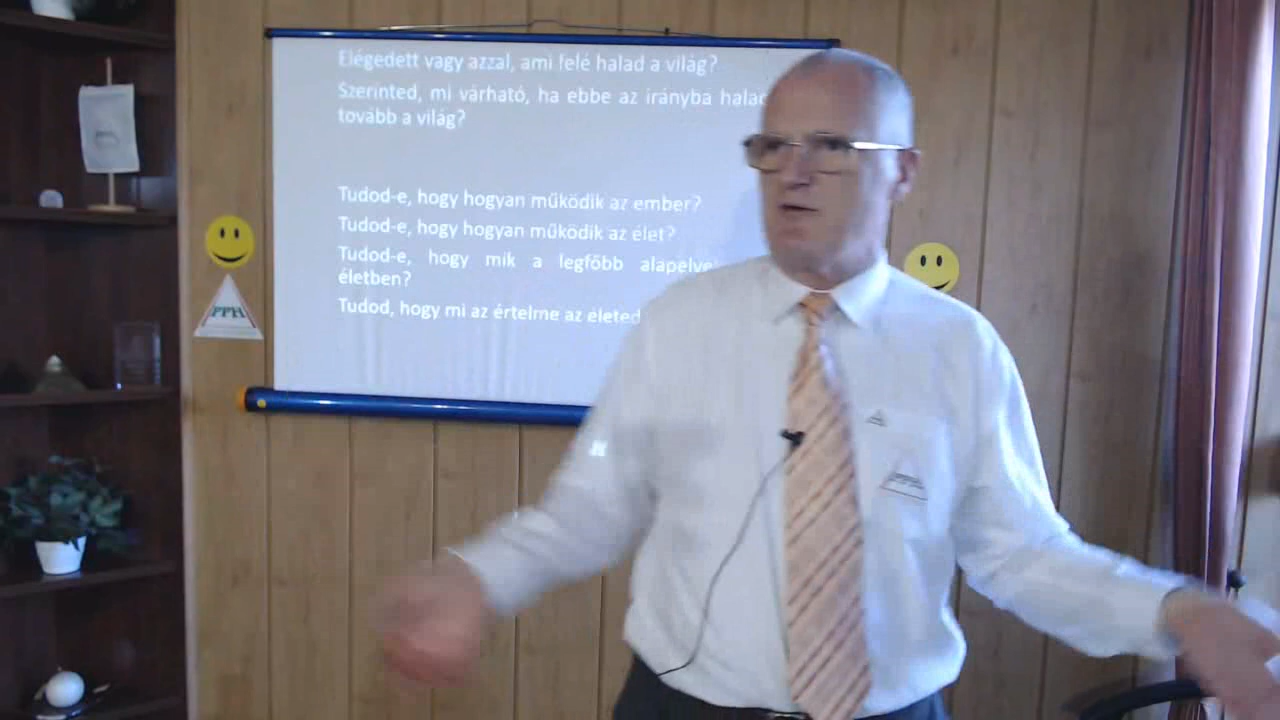 Elégedett vagy azzal, ami felé halad a világ?
Szerinted, mi várható, ha ebbe az irányba halad
tovább a világ?
Tudod-e, hogy hogyan működik az ember?
Tudod-e, hogy hogyan működik az élet?
Tudod-e, hogy mik a legfőbb
életben?
Tudod, hogy mi az értelme az
PPH